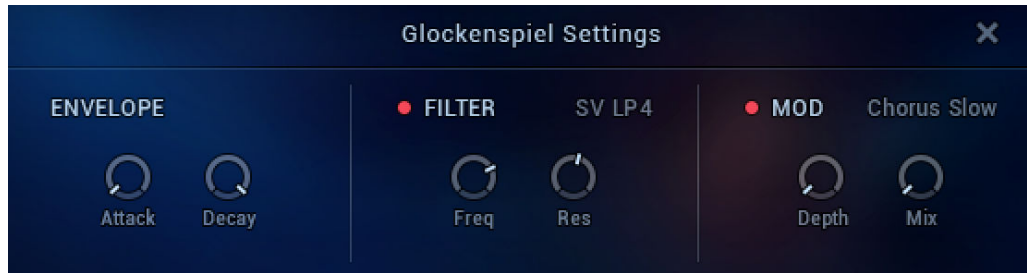 Glockenspiel Settings
ENVELOPE
Attack Decay
FILTER SV LP4
Freq Res
MOD Chorus Slow
Depth Mix